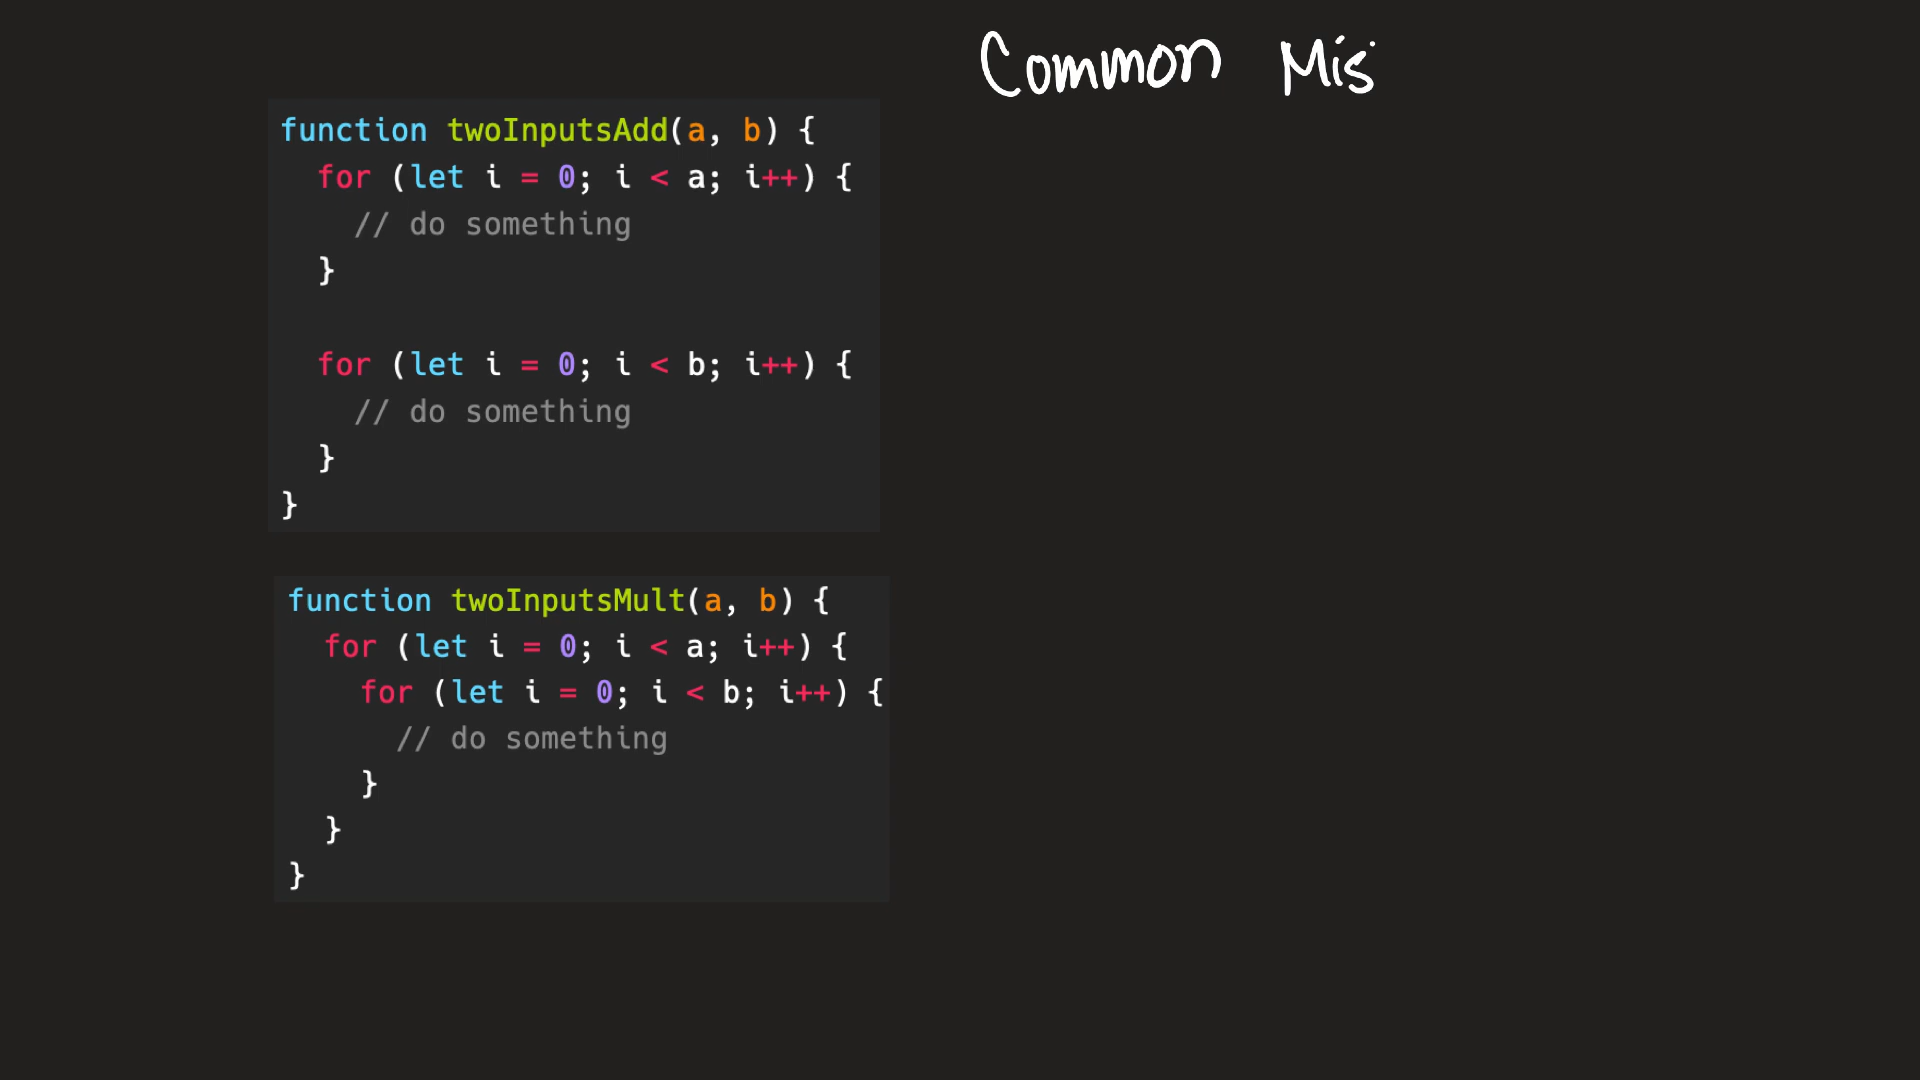 Common Mis
function twoInputsAdd(a, b) {
  for (let i = 0; i < a; i++) {
    // do something
  }
  for (let i = 0; i < b; i++) {
    // do something
  }
}
function twoInputsMult(a, b) {
  for (let i = 0; i < a; i++) {
    for (let i = 0; i < b; i++) {
      // do something
    }
  }
}